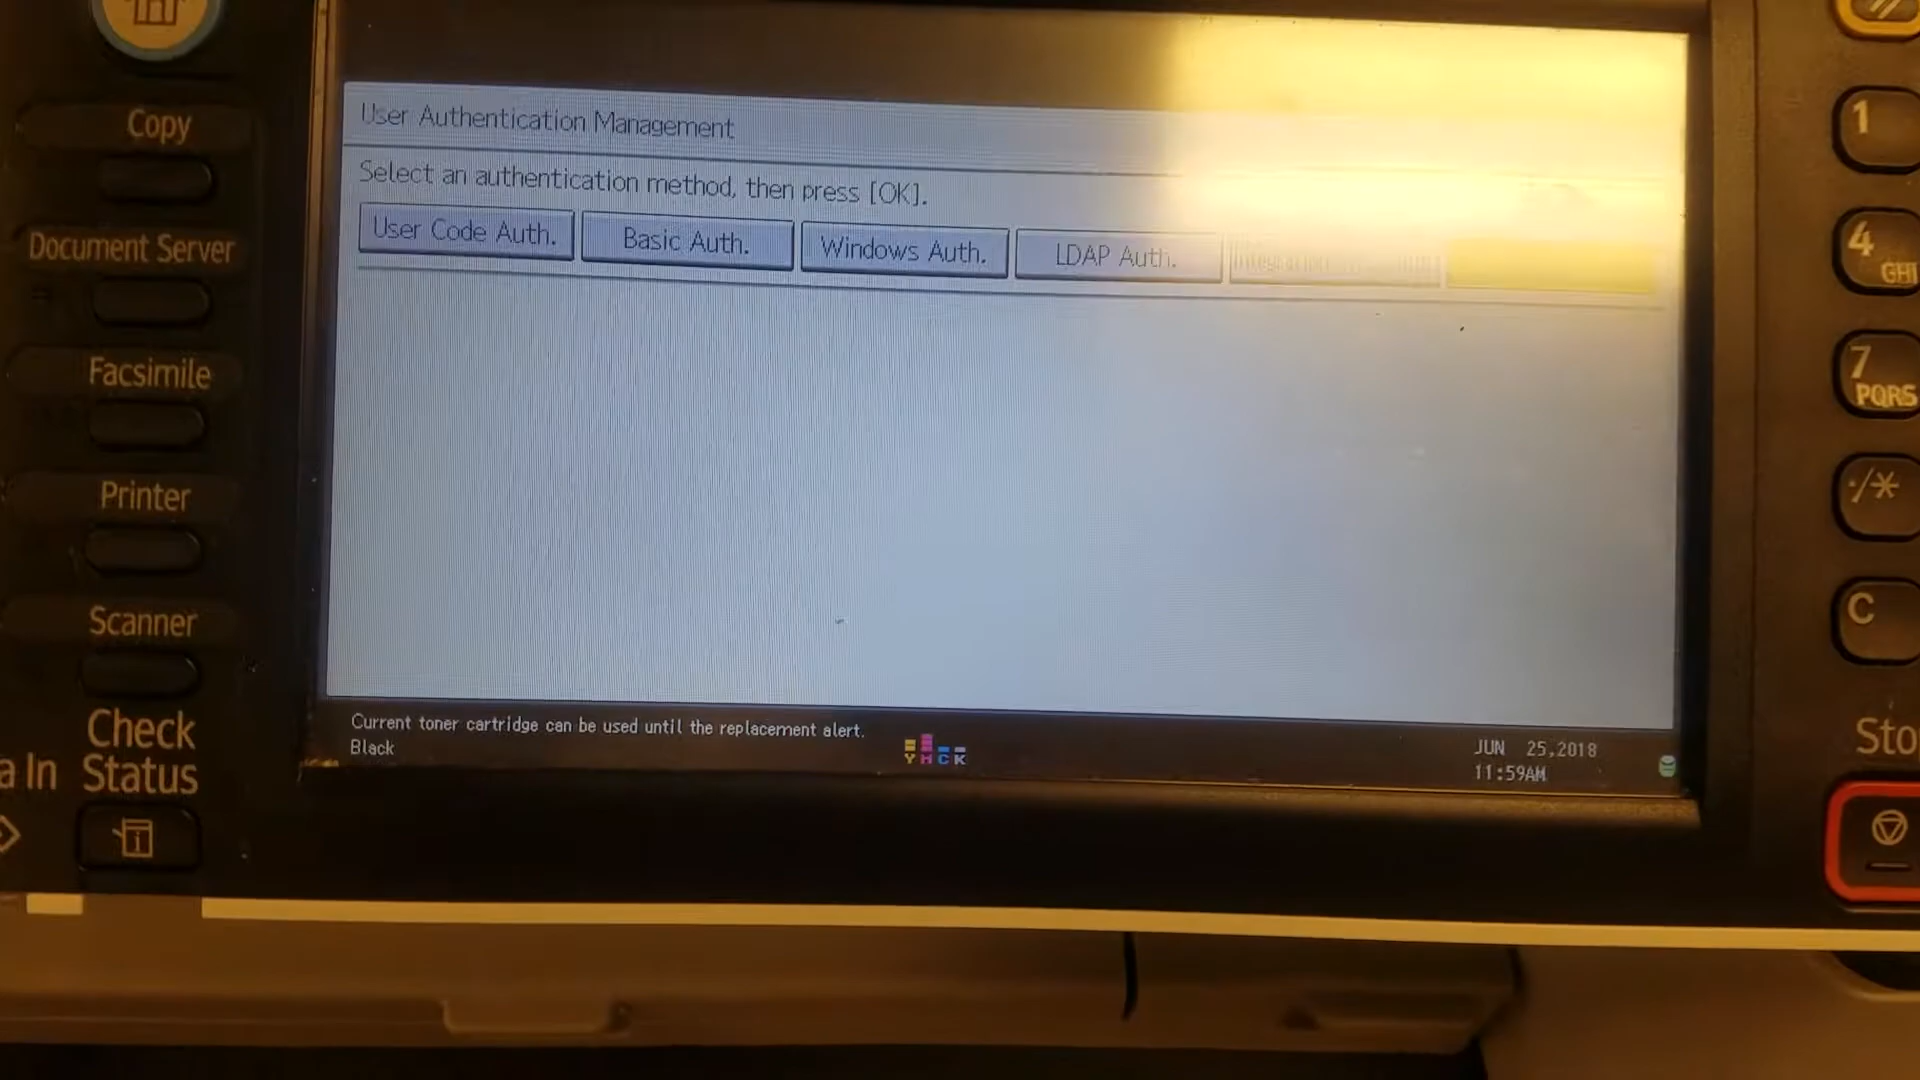 User Authentication Management
Select an authentication method, then press [OK].
User Code Auth.
Basic Auth.
Windows Auth.
LDAP Auth.
Current toner cartridge can be used until the replacement alert.
Black
Y M C K
JUN 25,2018
11:59AM
Copy
Document Server
Facsimile
Printer
Scanner
Check
Status
a In
1
4
GHI
7
PQRS
./*
C
Sto